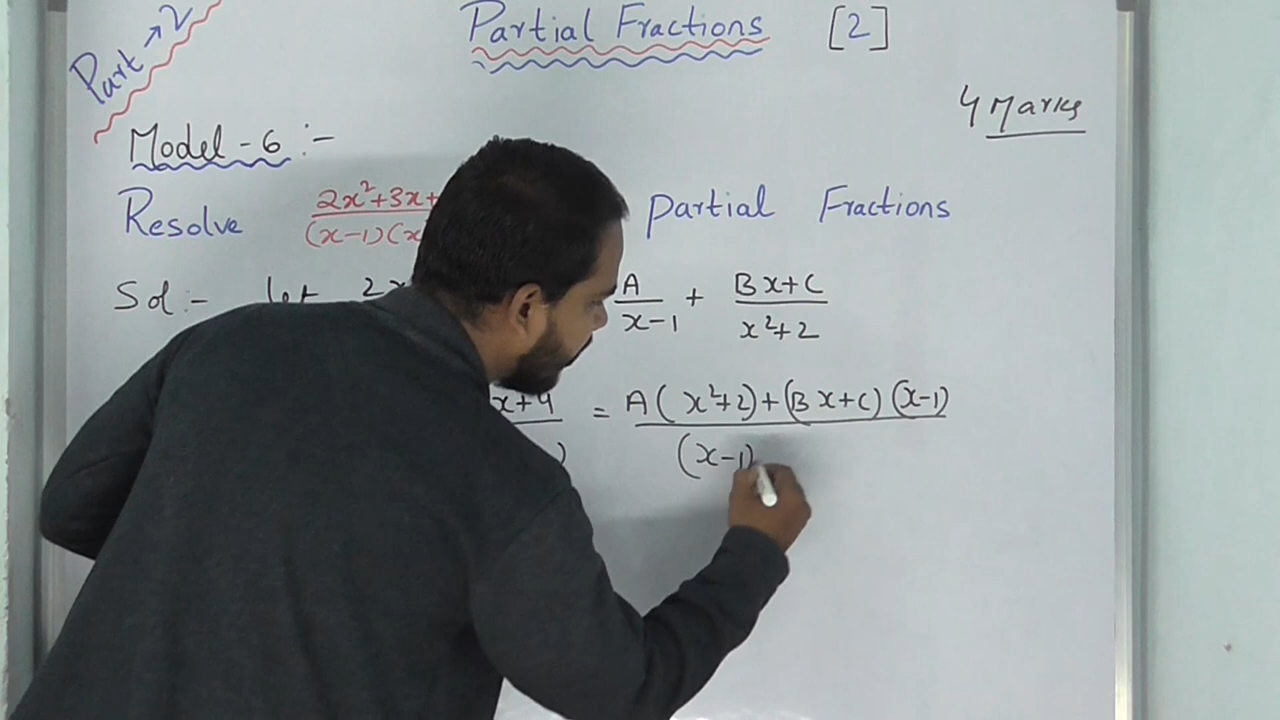 Part → 2
Partial Fractions [2]
4 Marks
Model - 6 :-
Resolve 2x²+3x+ Partial Fractions
(x-1)(x
Sol :- let 2x A/x-1 + Bx+C/x²+2
x+4 = A(x²+2)+(Bx+C)(x-1)
) (x-1)